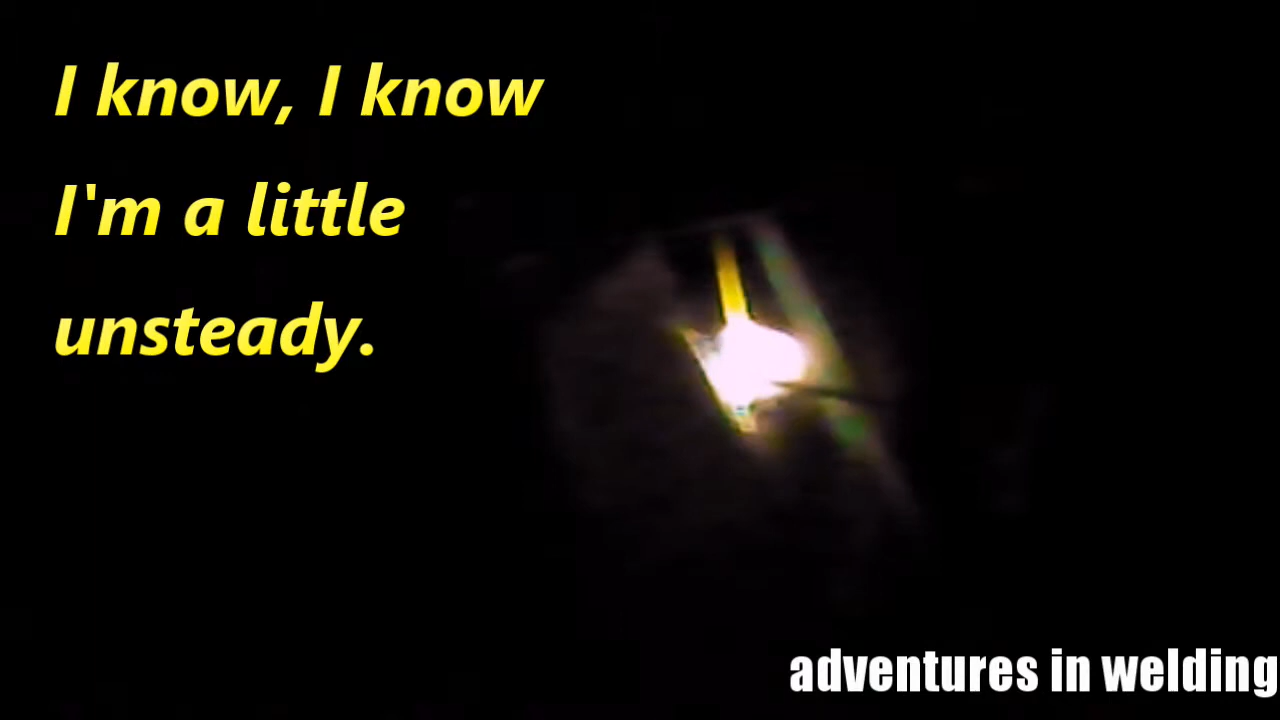 I know, I know
I'm a little
unsteady.
adventures in welding